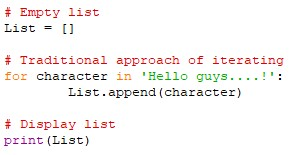 # Empty list
List = []
# Traditional approach of iterating
for character in 'Hello guys....!':
        List.append(character)
# Display list
print(List)